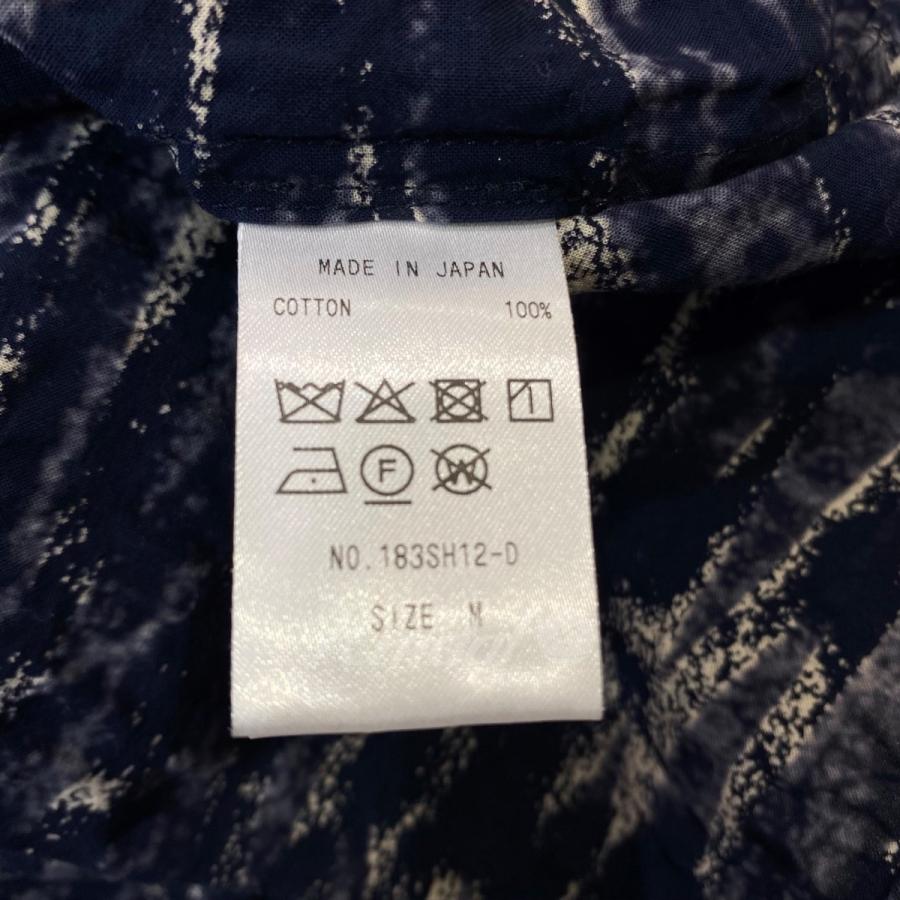 MADE IN JAPAN
COTTON 100%
F W
NO.183SH12-D
SIZE M